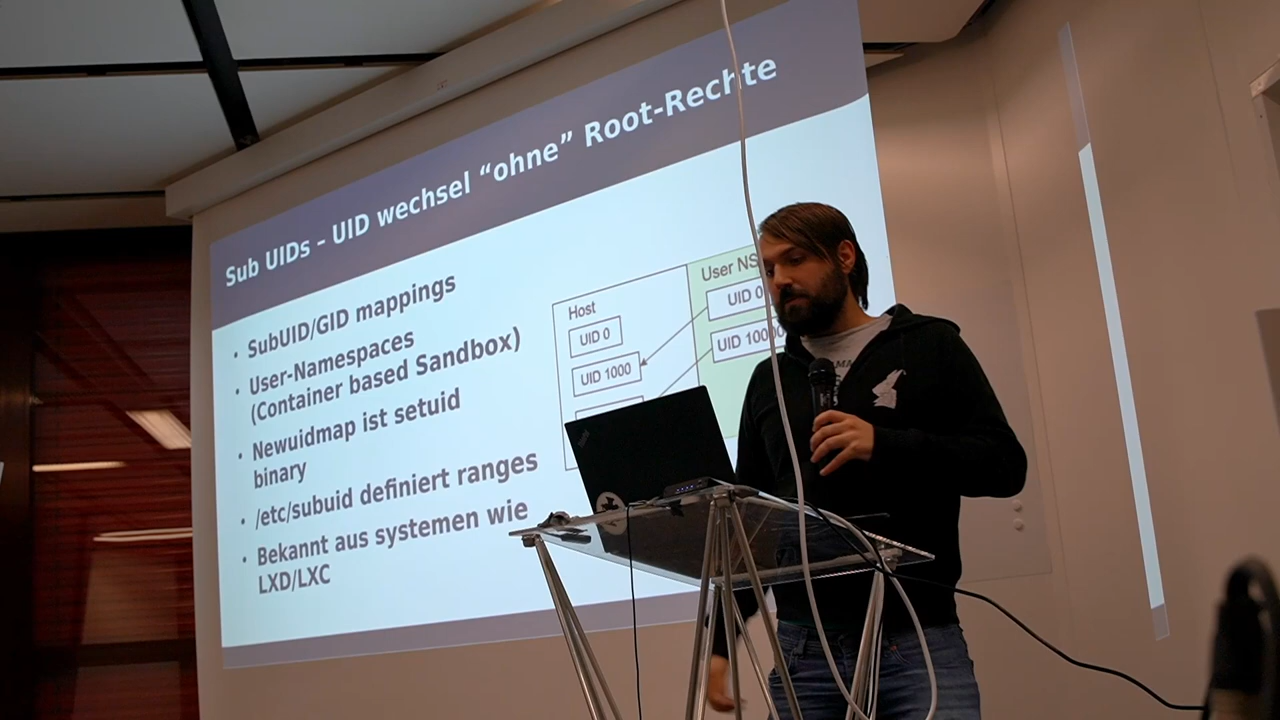 Sub UIDs – UID wechsel “ohne” Root-Rechte
• SubUID/GID mappings
• User-Namespaces
(Container based Sandbox)
• Newuidmap ist setuid
binary
• /etc/subuid definiert ranges
• Bekannt aus systemen wie
LXD/LXC
Host
UID 0
UID 1000
User NS
UID 0
UID 10000